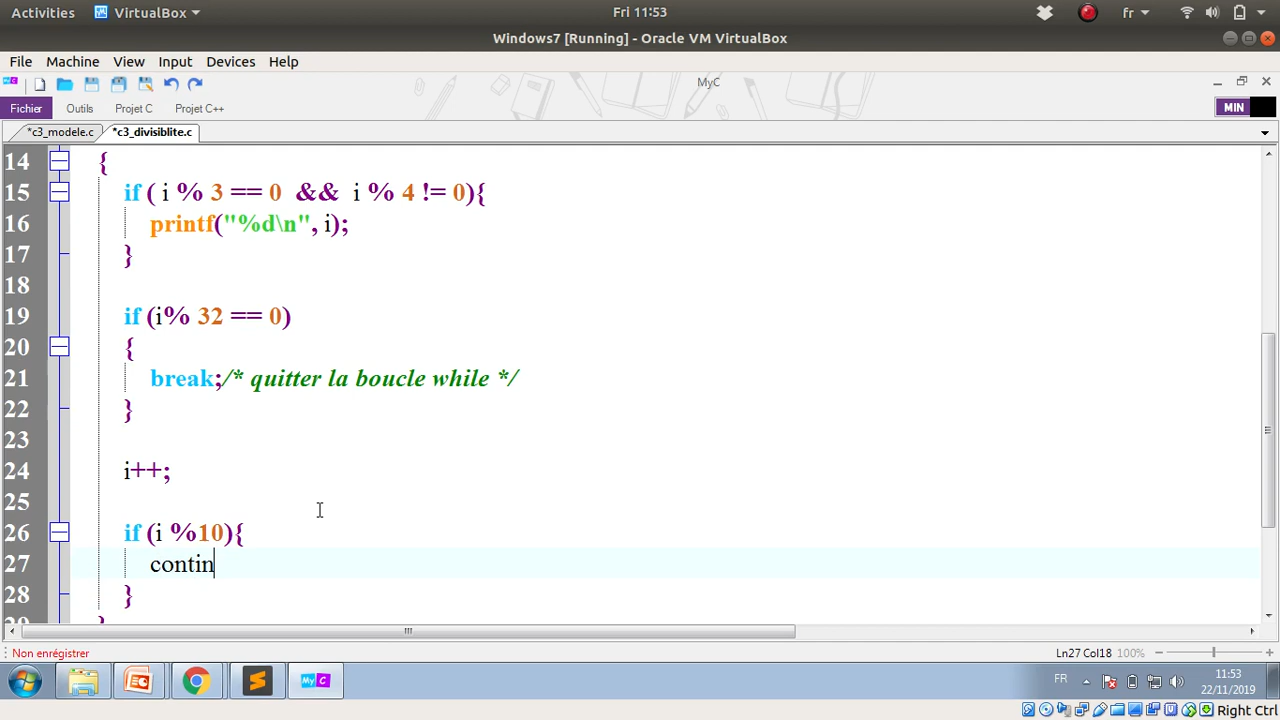 Activities VirtualBox Fri 11:53 fr
Windows7 [Running] - Oracle VM VirtualBox
File Machine View Input Devices Help
MyC
Fichier Outils Projet C Projet C++ MIN
*c3_modele.c *c3_divisiblite.c
14 {
15 if ( i % 3 == 0 && i % 4 != 0){
16 printf("%d\n", i);
17 }
18
19 if (i% 32 == 0)
20 {
21 break;/* quitter la boucle while */
22 }
23
24 i++;
25
26 if (i %10){
27 contin
28 }
29 }
Non enrégistrer Ln27 Col18 100%
FR 11:53
22/11/2019
Right Ctrl